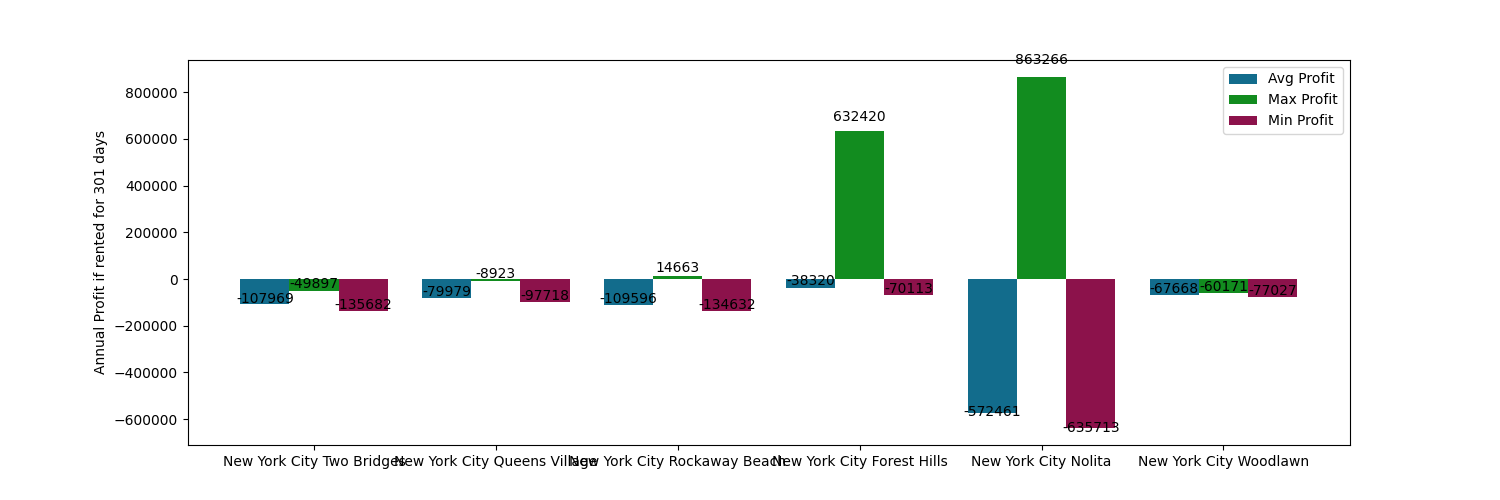 863266
Avg Profit
Max Profit
Min Profit
800000
600000
400000
200000
0
−200000
−400000
−600000
Annual Profit if rented for 301 days
632420
-107969
-49897
-135682
-79979
-8923
-97718
-109596
14663
-134632
-38320
-70113
-572461
-635713
-67668
-60171
-77027
New York City Two Bridges
New York City Queens Village
New York City Rockaway Beach
New York City Forest Hills
New York City Nolita
New York City Woodlawn